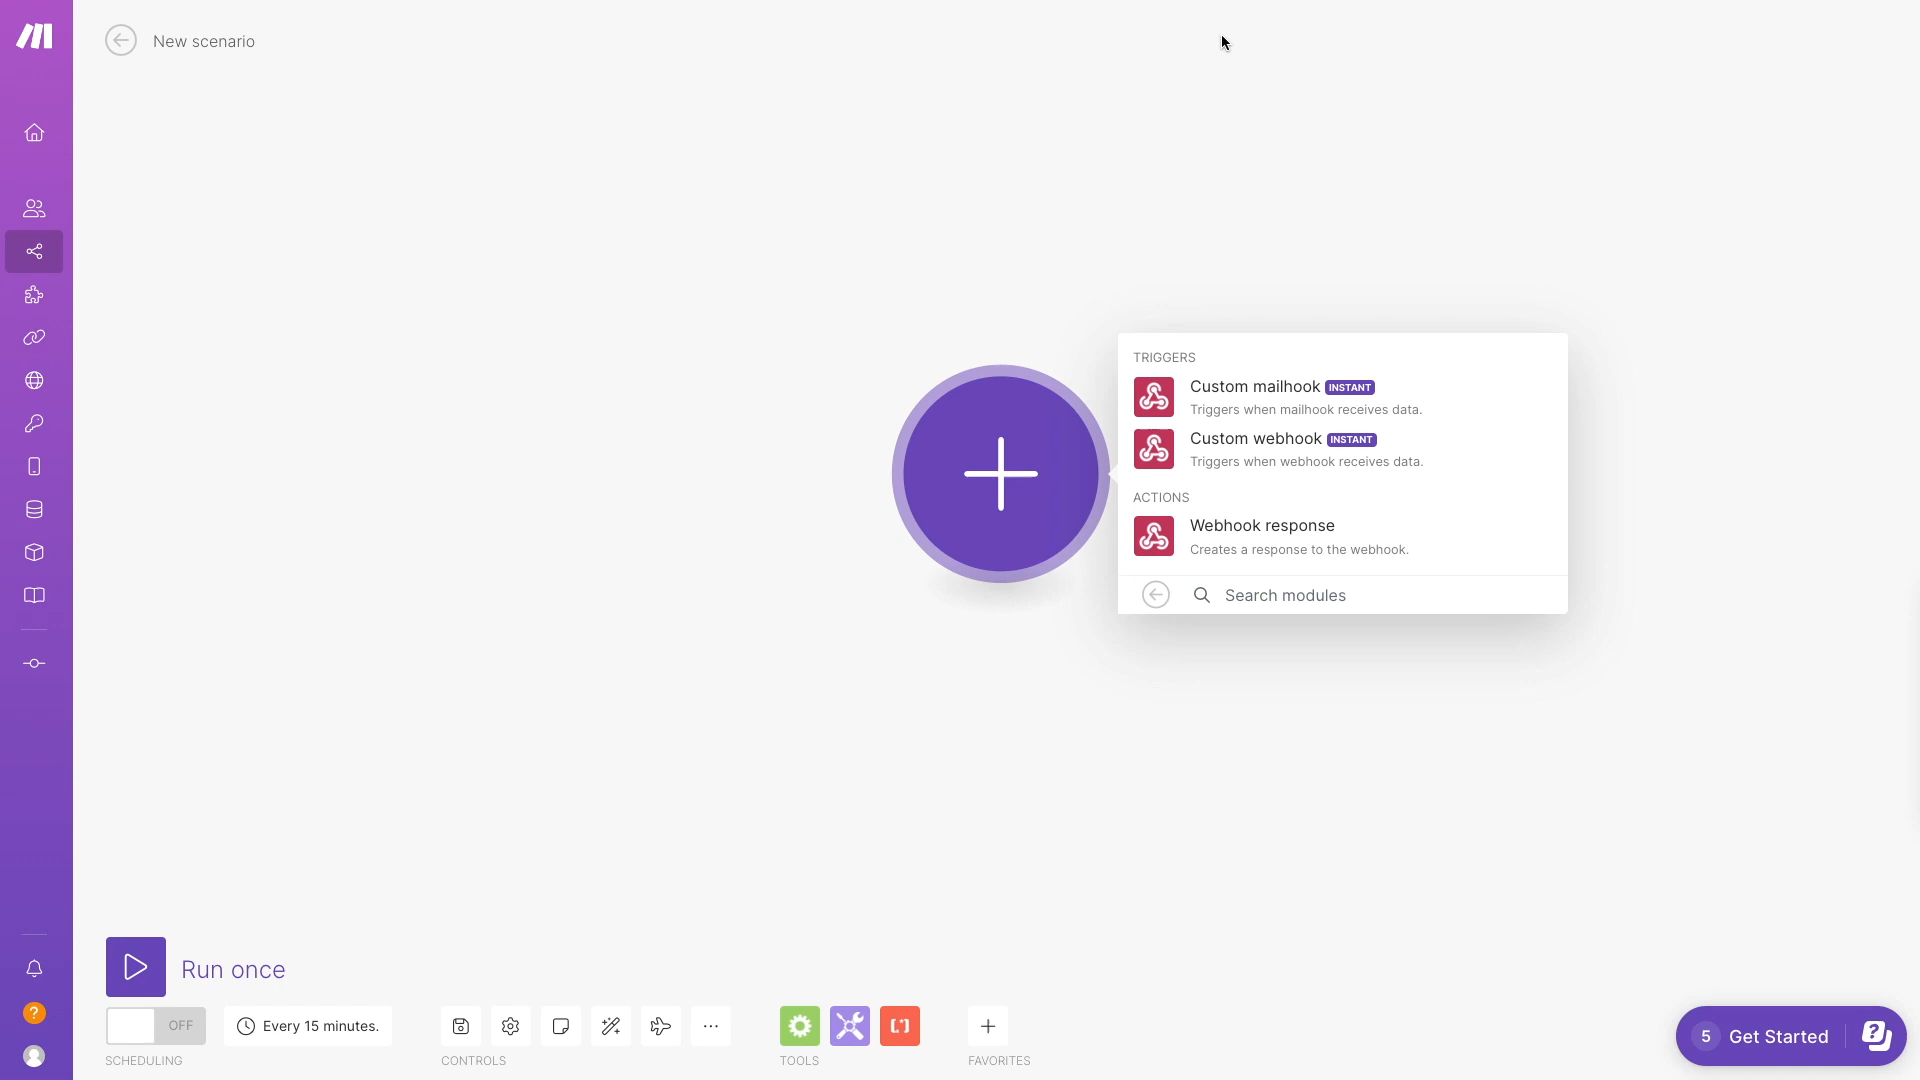 New scenario
TRIGGERS
Custom mailhook INSTANT
Triggers when mailhook receives data.
Custom webhook INSTANT
Triggers when webhook receives data.
ACTIONS
Webhook response
Creates a response to the webhook.
Search modules
Run once
OFF
Every 15 minutes.
SCHEDULING
CONTROLS
[.*]
TOOLS
FAVORITES
?
5 Get Started ?